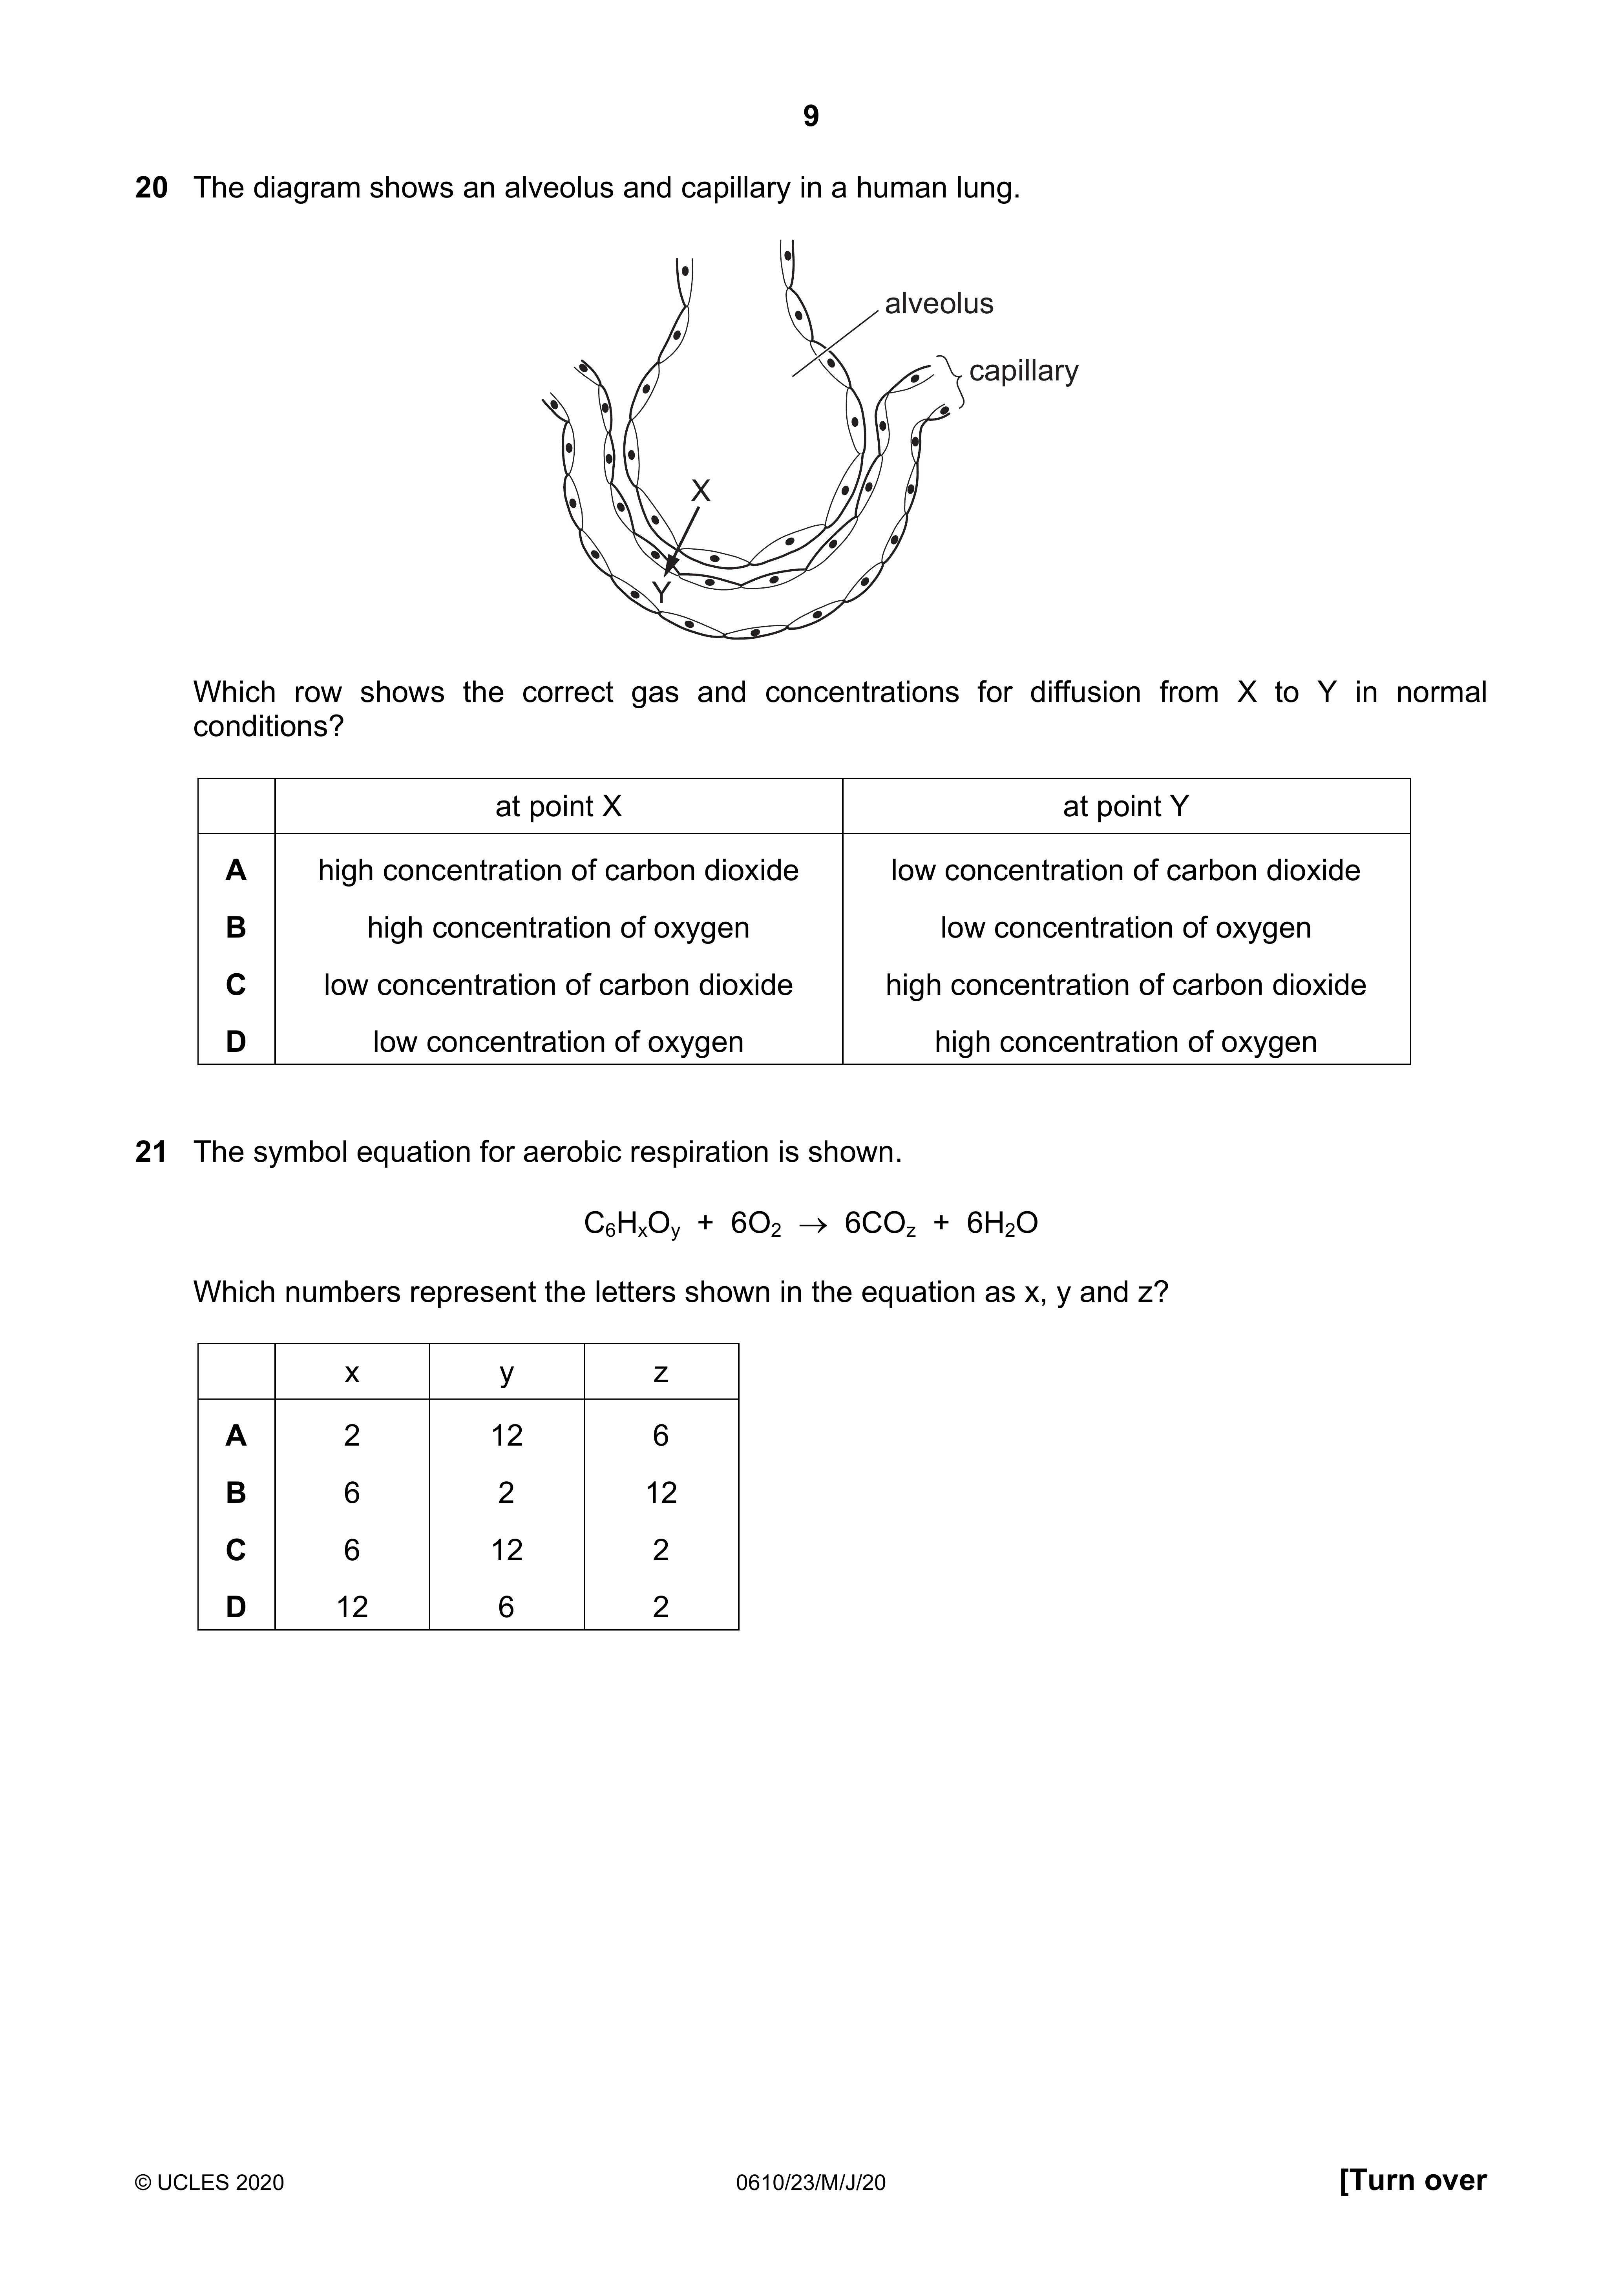 9
20 The diagram shows an alveolus and capillary in a human lung.
alveolus
capillary
X
Y
Which row shows the correct gas and concentrations for diffusion from X to Y in normal
conditions?
at point X at point Y
A high concentration of carbon dioxide low concentration of carbon dioxide
B high concentration of oxygen low concentration of oxygen
C low concentration of carbon dioxide high concentration of carbon dioxide
D low concentration of oxygen high concentration of oxygen
21 The symbol equation for aerobic respiration is shown.
C₆HₓOᵧ + 6O₂ → 6CO_z + 6H₂O
Which numbers represent the letters shown in the equation as x, y and z?
x y z
A 2 12 6
B 6 2 12
C 6 12 2
D 12 6 2
© UCLES 2020 0610/23/M/J/20 [Turn over